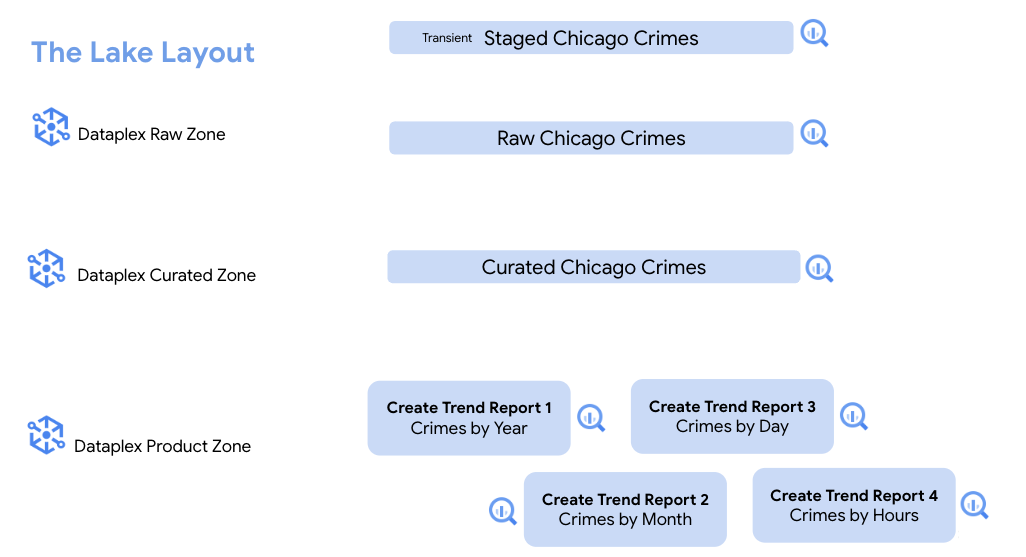 The Lake Layout
Transient Staged Chicago Crimes
Dataplex Raw Zone
Raw Chicago Crimes
Dataplex Curated Zone
Curated Chicago Crimes
Dataplex Product Zone
Create Trend Report 1
Crimes by Year
Create Trend Report 3
Crimes by Day
Create Trend Report 2
Crimes by Month
Create Trend Report 4
Crimes by Hours